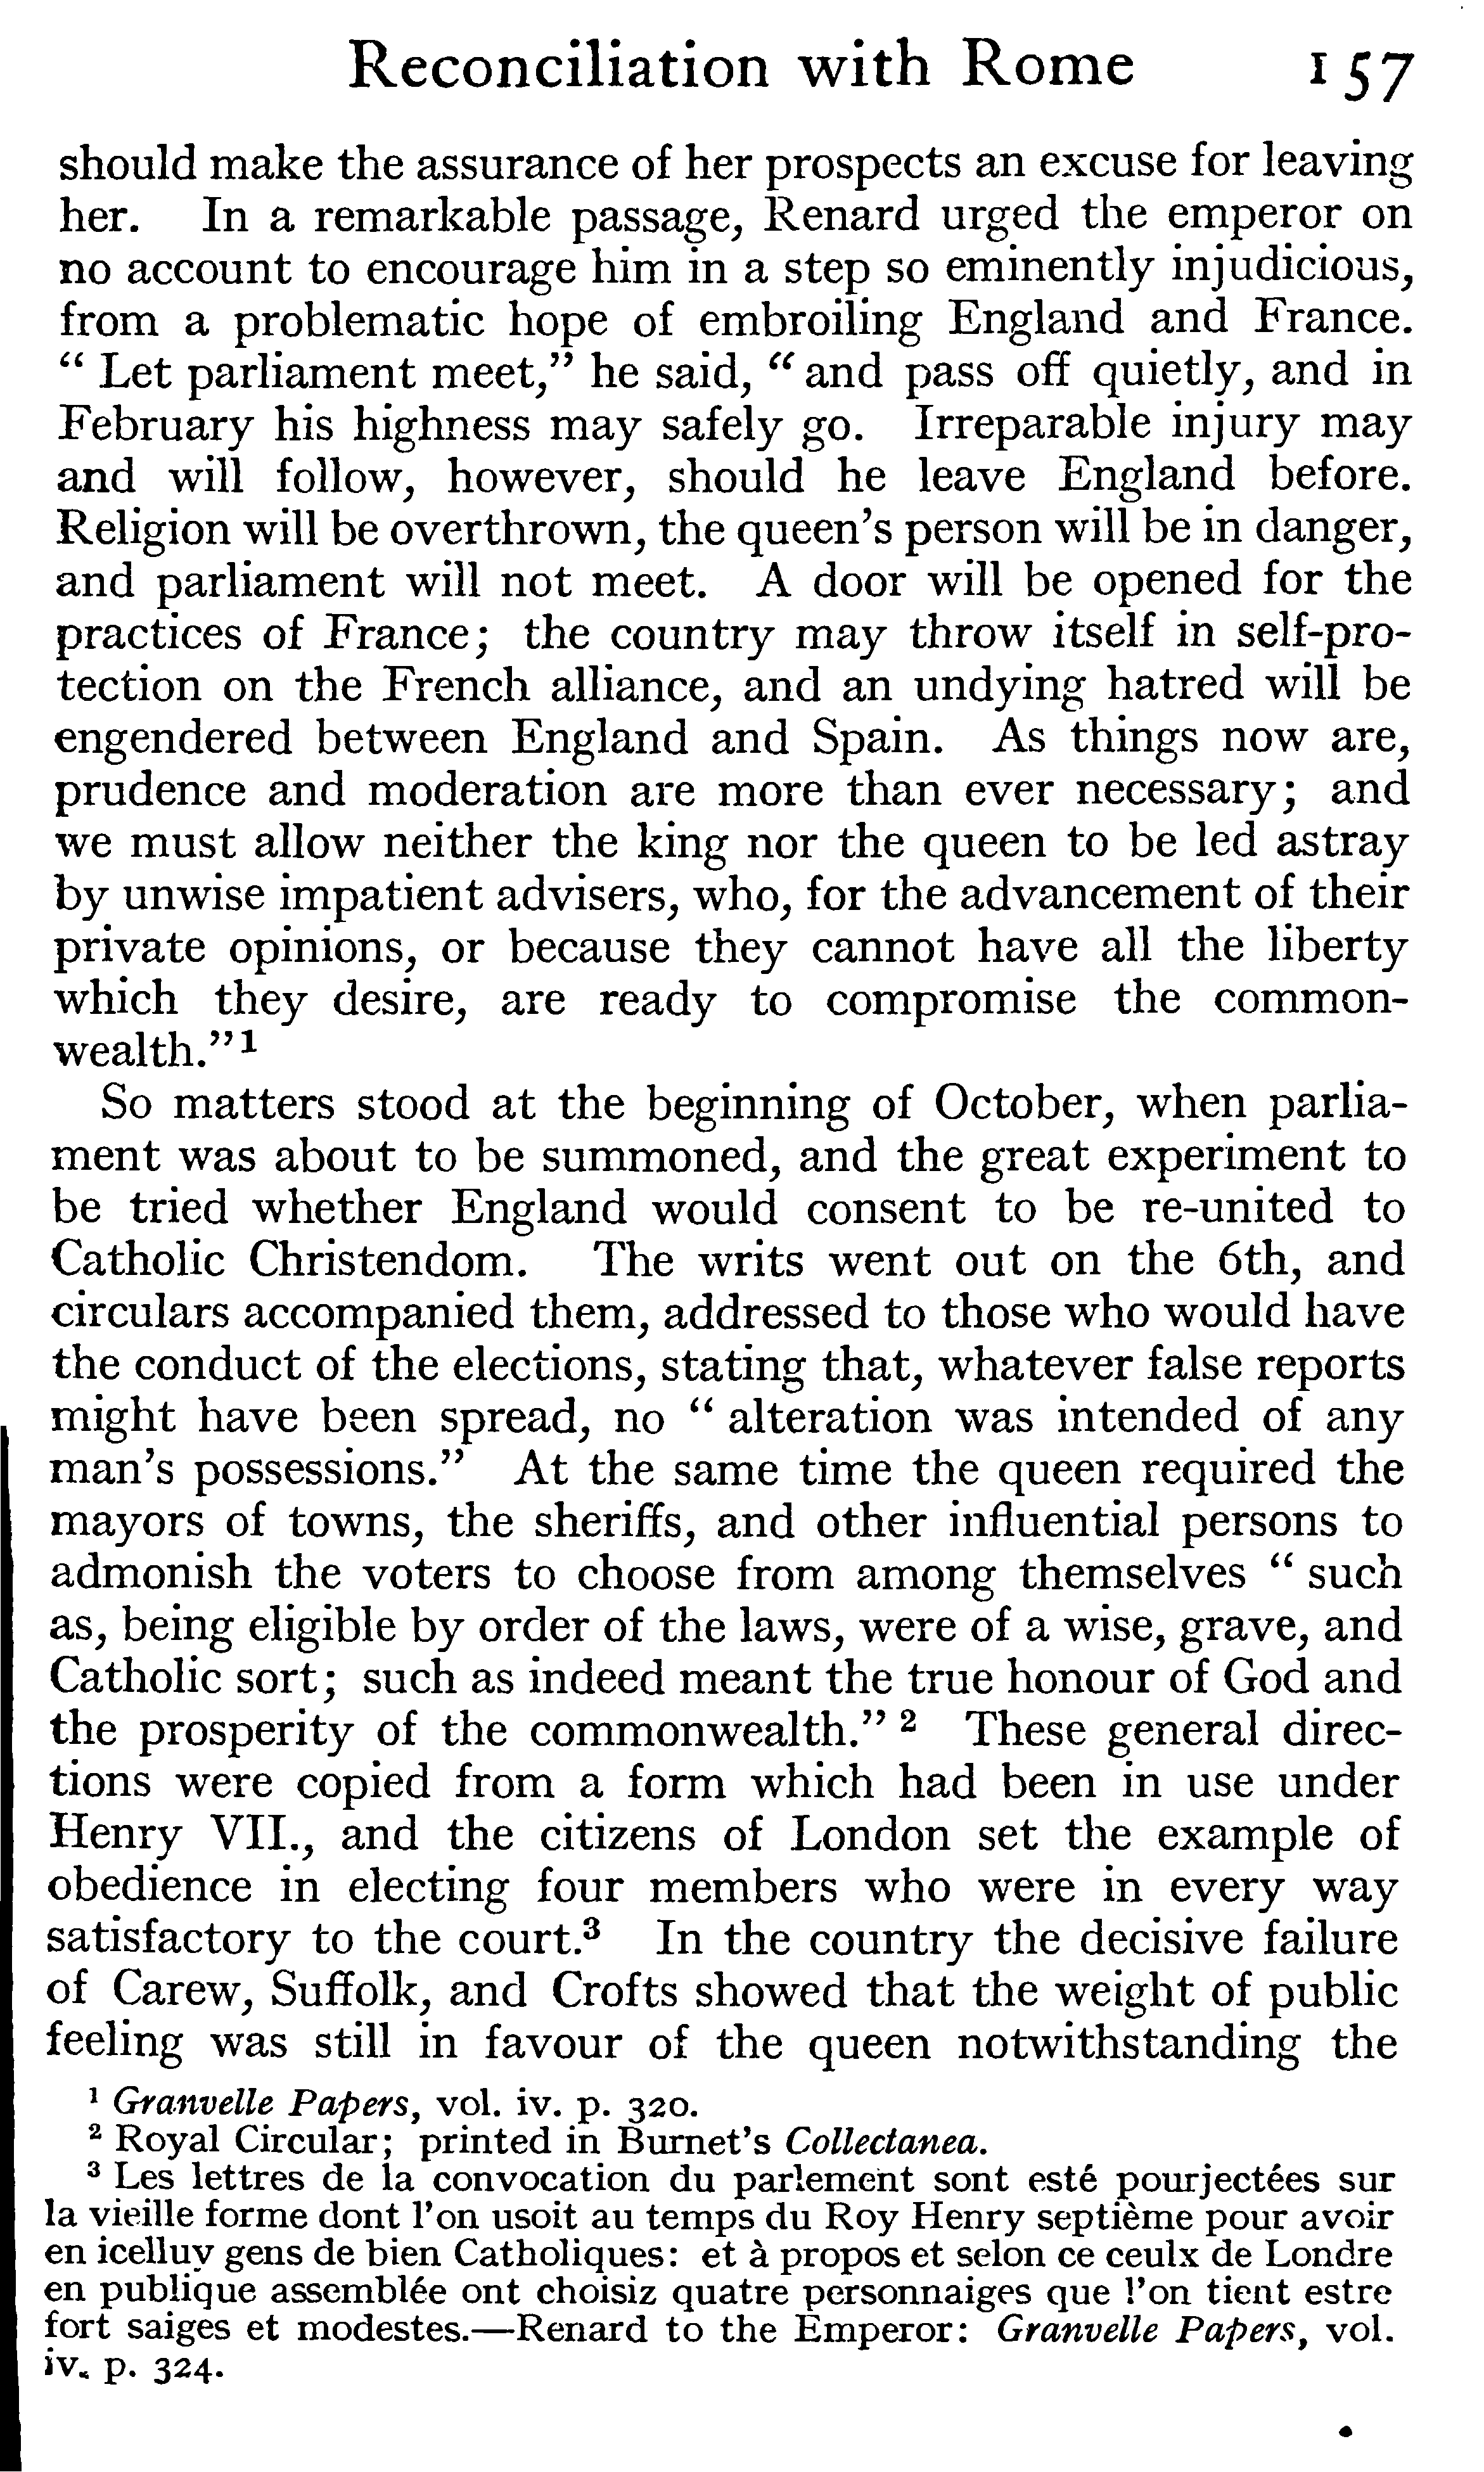 Reconciliation with Rome 157
should make the assurance of her prospects an excuse for leaving
her. In a remarkable passage, Renard urged the emperor on
no account to encourage him in a step so eminently injudicious,
from a problematic hope of embroiling England and France.
“ Let parliament meet,” he said, “ and pass off quietly, and in
February his highness may safely go. Irreparable injury may
and will follow, however, should he leave England before.
Religion will be overthrown, the queen's person will be in danger,
and parliament will not meet. A door will be opened for the
practices of France; the country may throw itself in self-pro-
tection on the French alliance, and an undying hatred will be
engendered between England and Spain. As things now are,
prudence and moderation are more than ever necessary; and
we must allow neither the king nor the queen to be led astray
by unwise impatient advisers, who, for the advancement of their
private opinions, or because they cannot have all the liberty
which they desire, are ready to compromise the common-
wealth.” 1
So matters stood at the beginning of October, when parlia-
ment was about to be summoned, and the great experiment to
be tried whether England would consent to be re-united to
Catholic Christendom. The writs went out on the 6th, and
circulars accompanied them, addressed to those who would have
the conduct of the elections, stating that, whatever false reports
might have been spread, no “ alteration was intended of any
man's possessions.” At the same time the queen required the
mayors of towns, the sheriffs, and other influential persons to
admonish the voters to choose from among themselves “ such
as, being eligible by order of the laws, were of a wise, grave, and
Catholic sort; such as indeed meant the true honour of God and
the prosperity of the commonwealth.” 2 These general direc-
tions were copied from a form which had been in use under
Henry VII., and the citizens of London set the example of
obedience in electing four members who were in every way
satisfactory to the court.3 In the country the decisive failure
of Carew, Suffolk, and Crofts showed that the weight of public
feeling was still in favour of the queen notwithstanding the
1 Granvelle Papers, vol. iv. p. 320.
2 Royal Circular; printed in Burnet's Collectanea.
3 Les lettres de la convocation du parlement sont esté pourjectées sur
la vieille forme dont l'on usoit au temps du Roy Henry septième pour avoir
en icelluy gens de bien Catholiques: et à propos et selon ce ceulx de Londre
en publique assemblée ont choisiz quatre personnaiges que l'on tient estre
fort saiges et modestes.—Renard to the Emperor: Granvelle Papers, vol.
iv. p. 324.